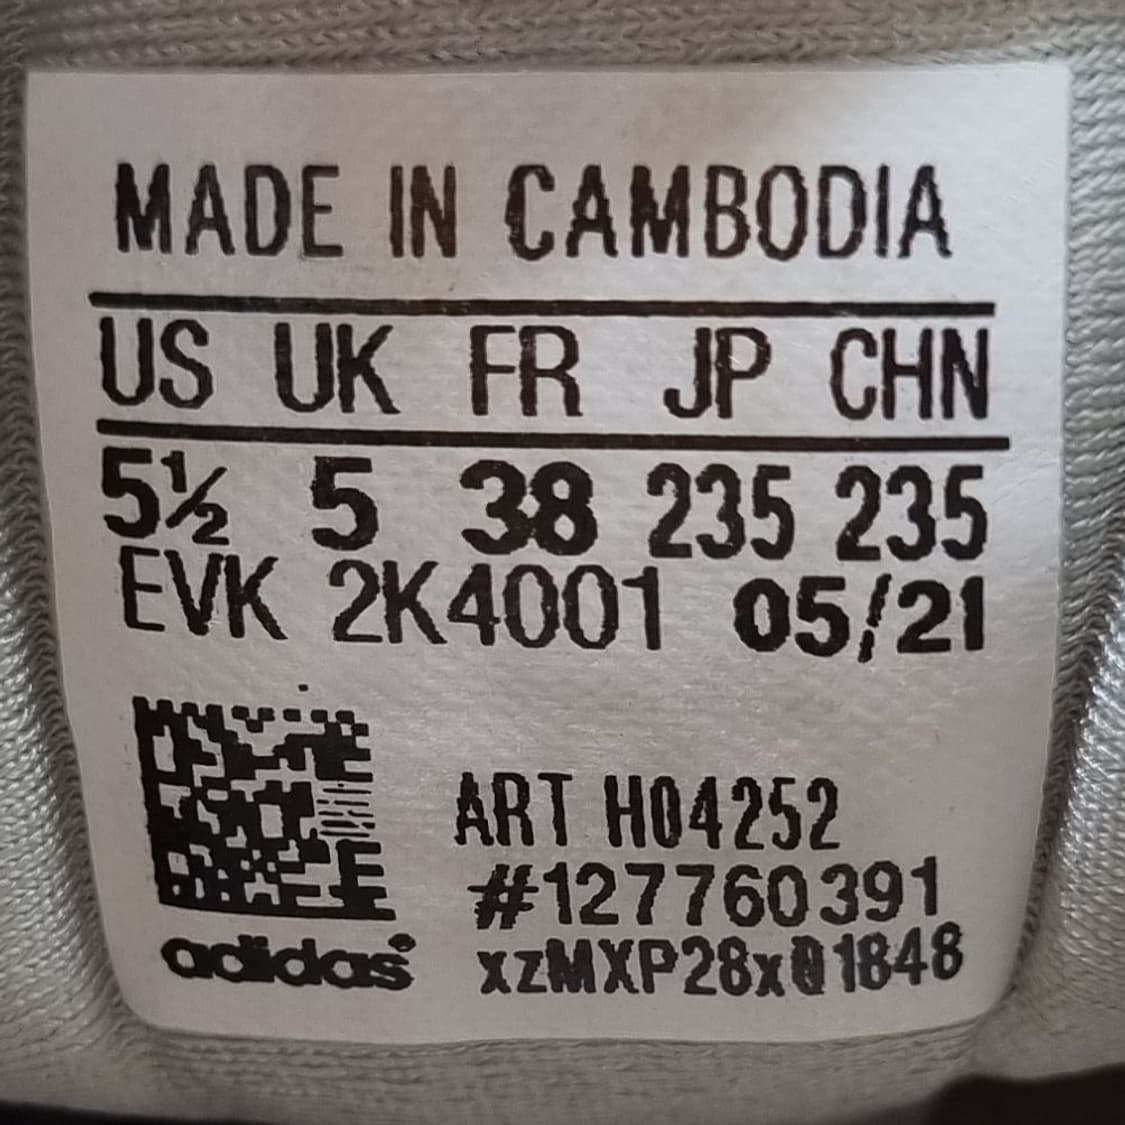 MADE IN CAMBODIA
US UK FR JP CHN
5½ 5 38 235 235
EVK 2K4001 05/21
ART H04252
#127760391
xzMXP28x01848
adidas